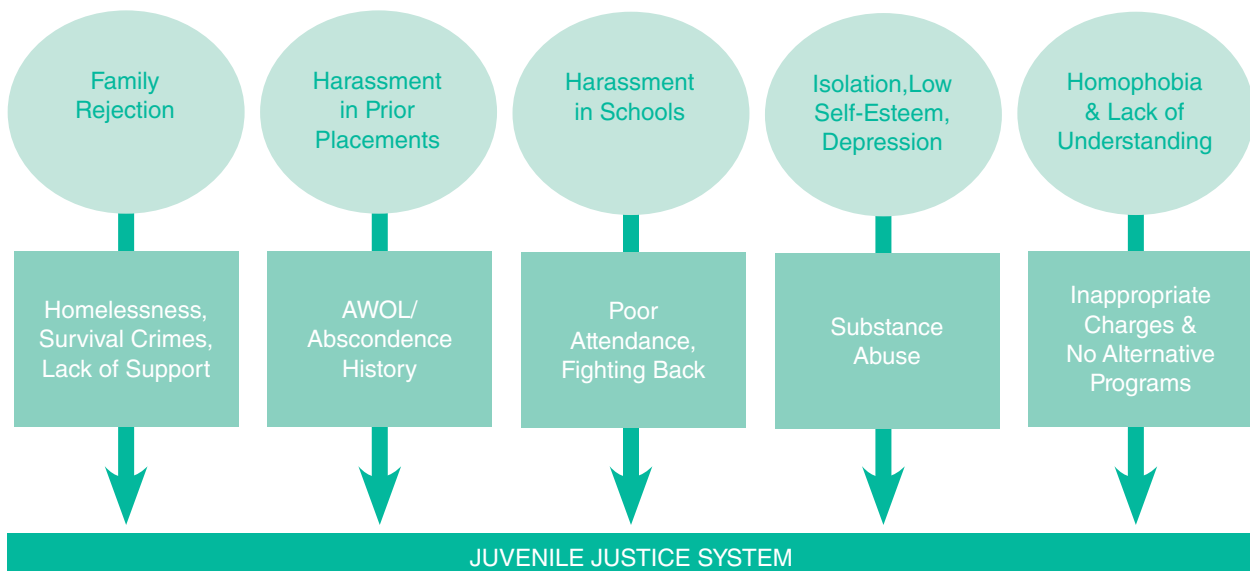 Family
Rejection
Harassment
in Prior
Placements
Harassment
in Schools
Isolation,Low
Self-Esteem,
Depression
Homophobia
& Lack of
Understanding
Homelessness,
Survival Crimes,
Lack of Support
AWOL/
Abscondence
History
Poor
Attendance,
Fighting Back
Substance
Abuse
Inappropriate
Charges &
No Alternative
Programs
JUVENILE JUSTICE SYSTEM